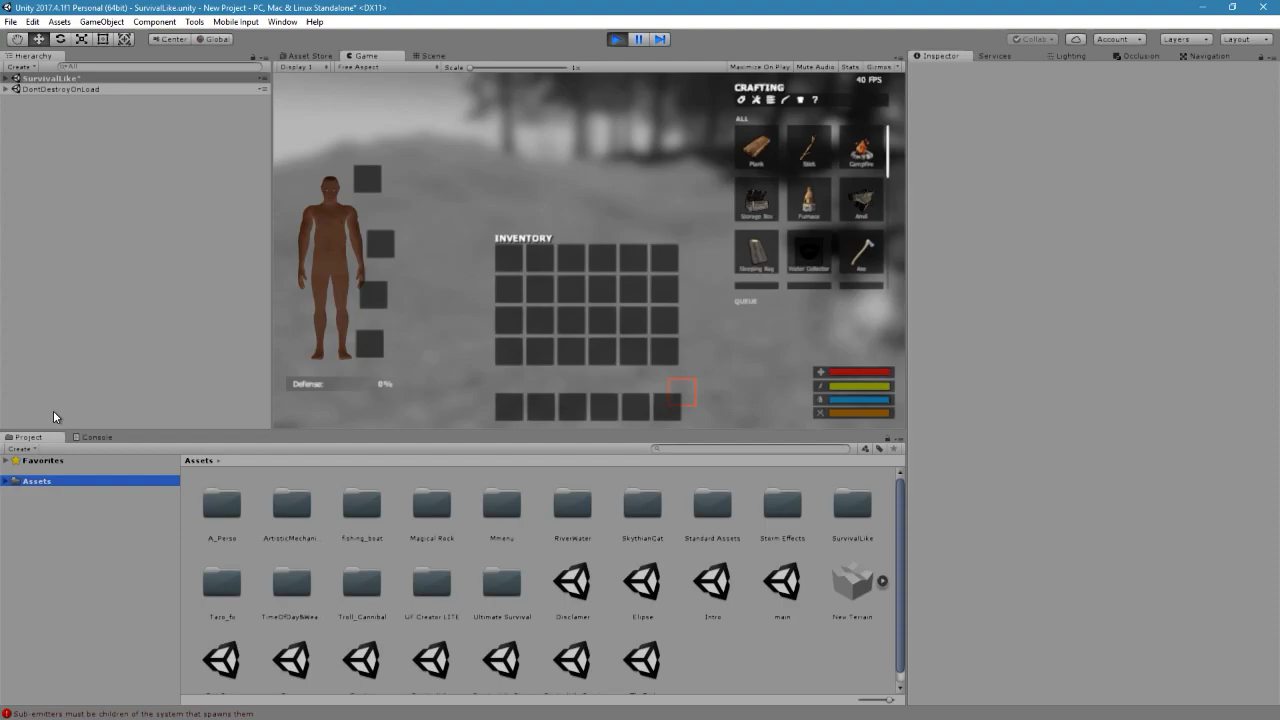 Unity 2017.4.1f1 Personal (64bit) - SurvivalLike.unity - New Project - PC, Mac & Linux Standalone* <DX11>
File Edit Assets GameObject Component Tools Mobile Input Window Help
Center Global Collab Account Layers Layout
Hierarchy Asset Store Game Scene Inspector Services Lighting Occlusion Navigation
Create All Display 1 Free Aspect Scale 1x Maximize On Play Mute Audio Stats Gizmos
SurvivalLike*
DontDestroyOnLoad
40 FPS
CRAFTING
?
ALL
Plank Stick Campfire
Storage Box Furnace Anvil
Sleeping Bag Water Collector Axe
QUEUE
INVENTORY
Defense: 0%
Project Console
Create
Favorites
Assets
Assets
A_Perso ArtisticMechani... fishing_boat Magical Rock Mmenu RiverWater SkythianCat Standard Assets Storm Effects SurvivalLike
Taro_fx TimeOfDay&Wea... Troll_Cannibal UF Creator LITE Ultimate Survival Disclamer Elipse Intro main New Terrain
Sub-emitters must be children of the system that spawns them